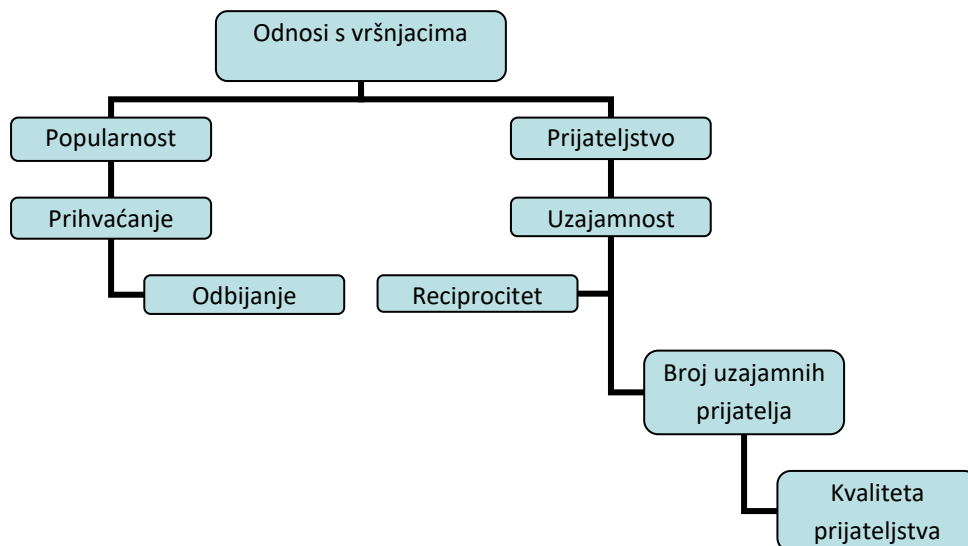 Odnosi s vršnjacima
Popularnost
Prijateljstvo
Prihvaćanje
Uzajamnost
Odbijanje
Reciprocitet
Broj uzajamnih
prijatelja
Kvaliteta
prijateljstva